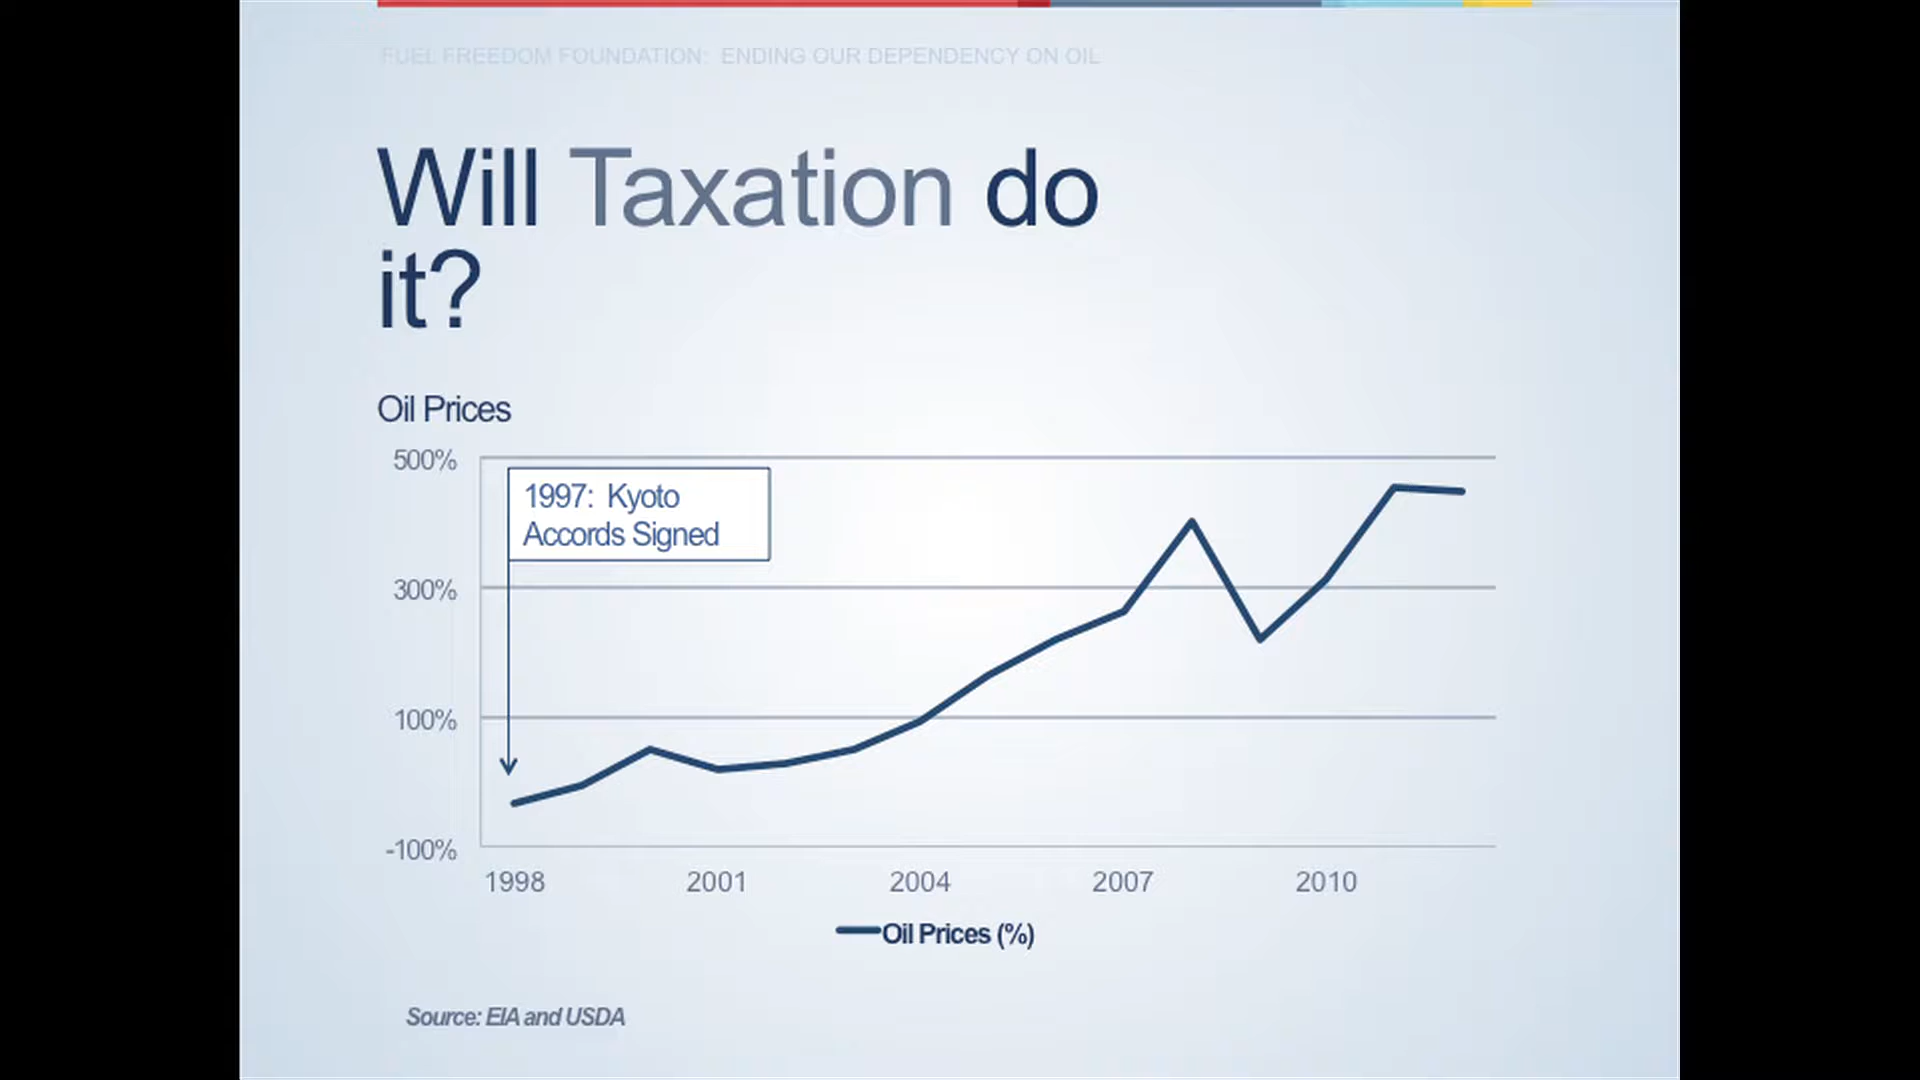 FUEL FREEDOM FOUNDATION: ENDING OUR DEPENDENCY ON OIL
Will Taxation do
it?
Oil Prices
500%
1997: Kyoto
Accords Signed
300%
100%
-100%
1998 2001 2004 2007 2010
Oil Prices (%)
Source: EIA and USDA